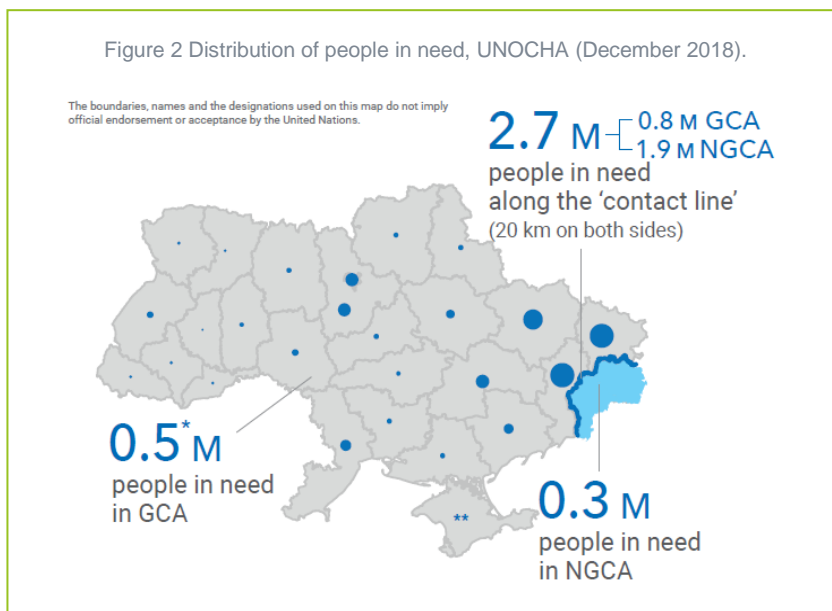 Figure 2 Distribution of people in need, UNOCHA (December 2018).
The boundaries, names and the designations used on this map do not imply
official endorsement or acceptance by the United Nations.
2.7 M
0.8 M GCA
1.9 M NGCA
people in need
along the ‘contact line’
(20 km on both sides)
0.5* M
people in need
in GCA
0.3 M
people in need
in NGCA
**